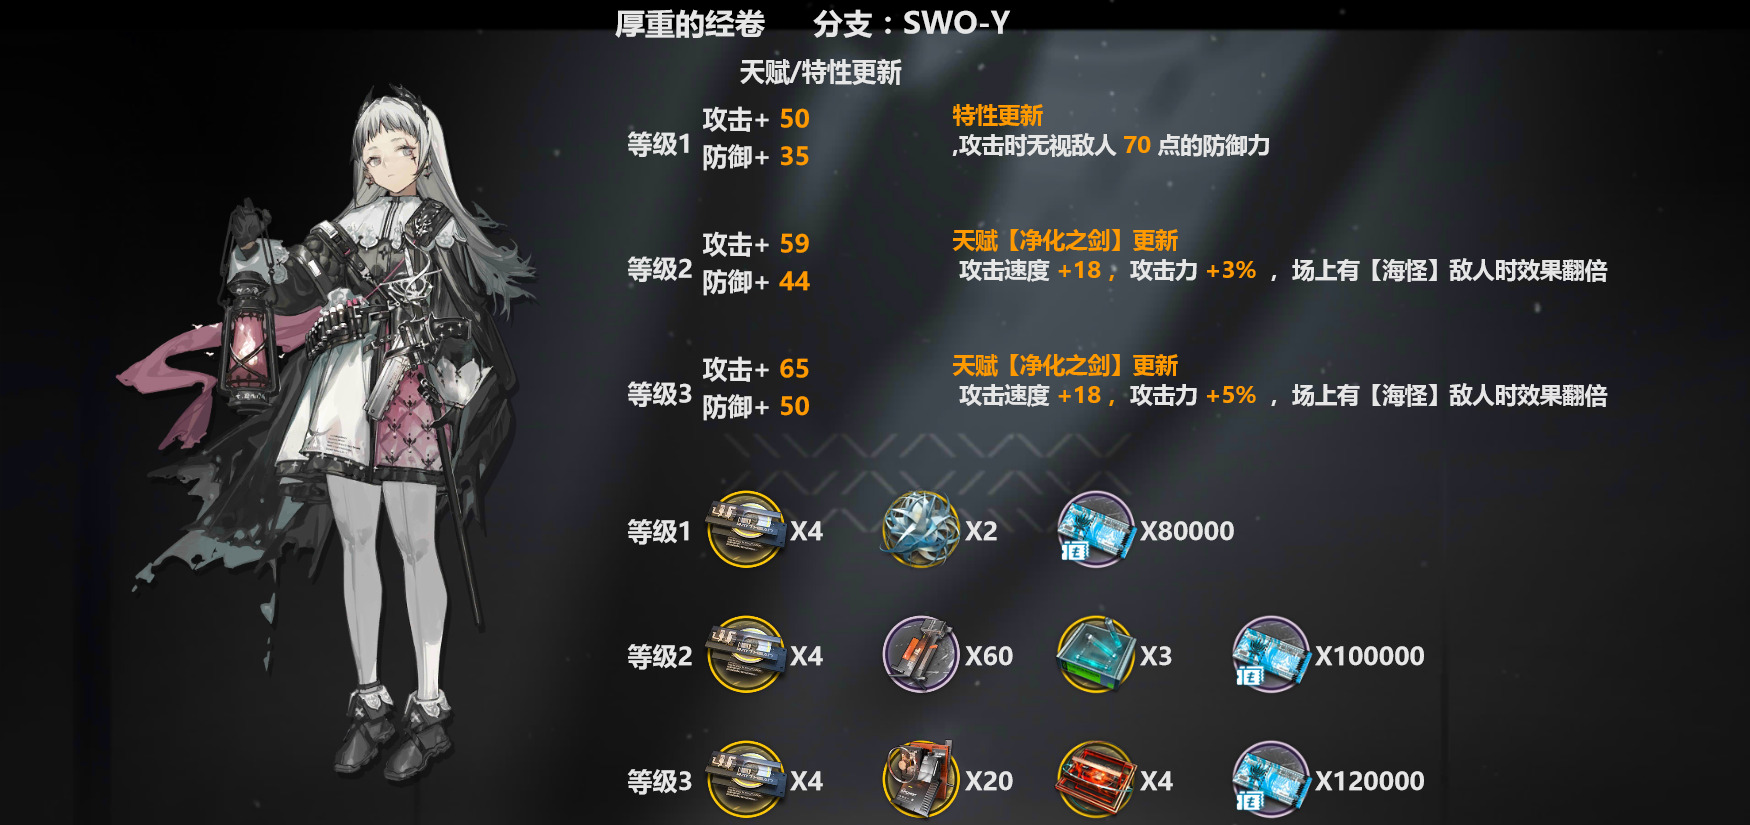 厚重的经卷 分支：SWO-Y
天赋/特性更新
等级1 攻击+ 50
防御+ 35
特性更新
,攻击时无视敌人 70 点的防御力
等级2 攻击+ 59
防御+ 44
天赋【净化之剑】更新
攻击速度 +18， 攻击力 +3% ，场上有【海怪】敌人时效果翻倍
等级3 攻击+ 65
防御+ 50
天赋【净化之剑】更新
攻击速度 +18， 攻击力 +5% ，场上有【海怪】敌人时效果翻倍
等级1 X4 X2 X80000
等级2 X4 X60 X3 X100000
等级3 X4 X20 X4 X120000